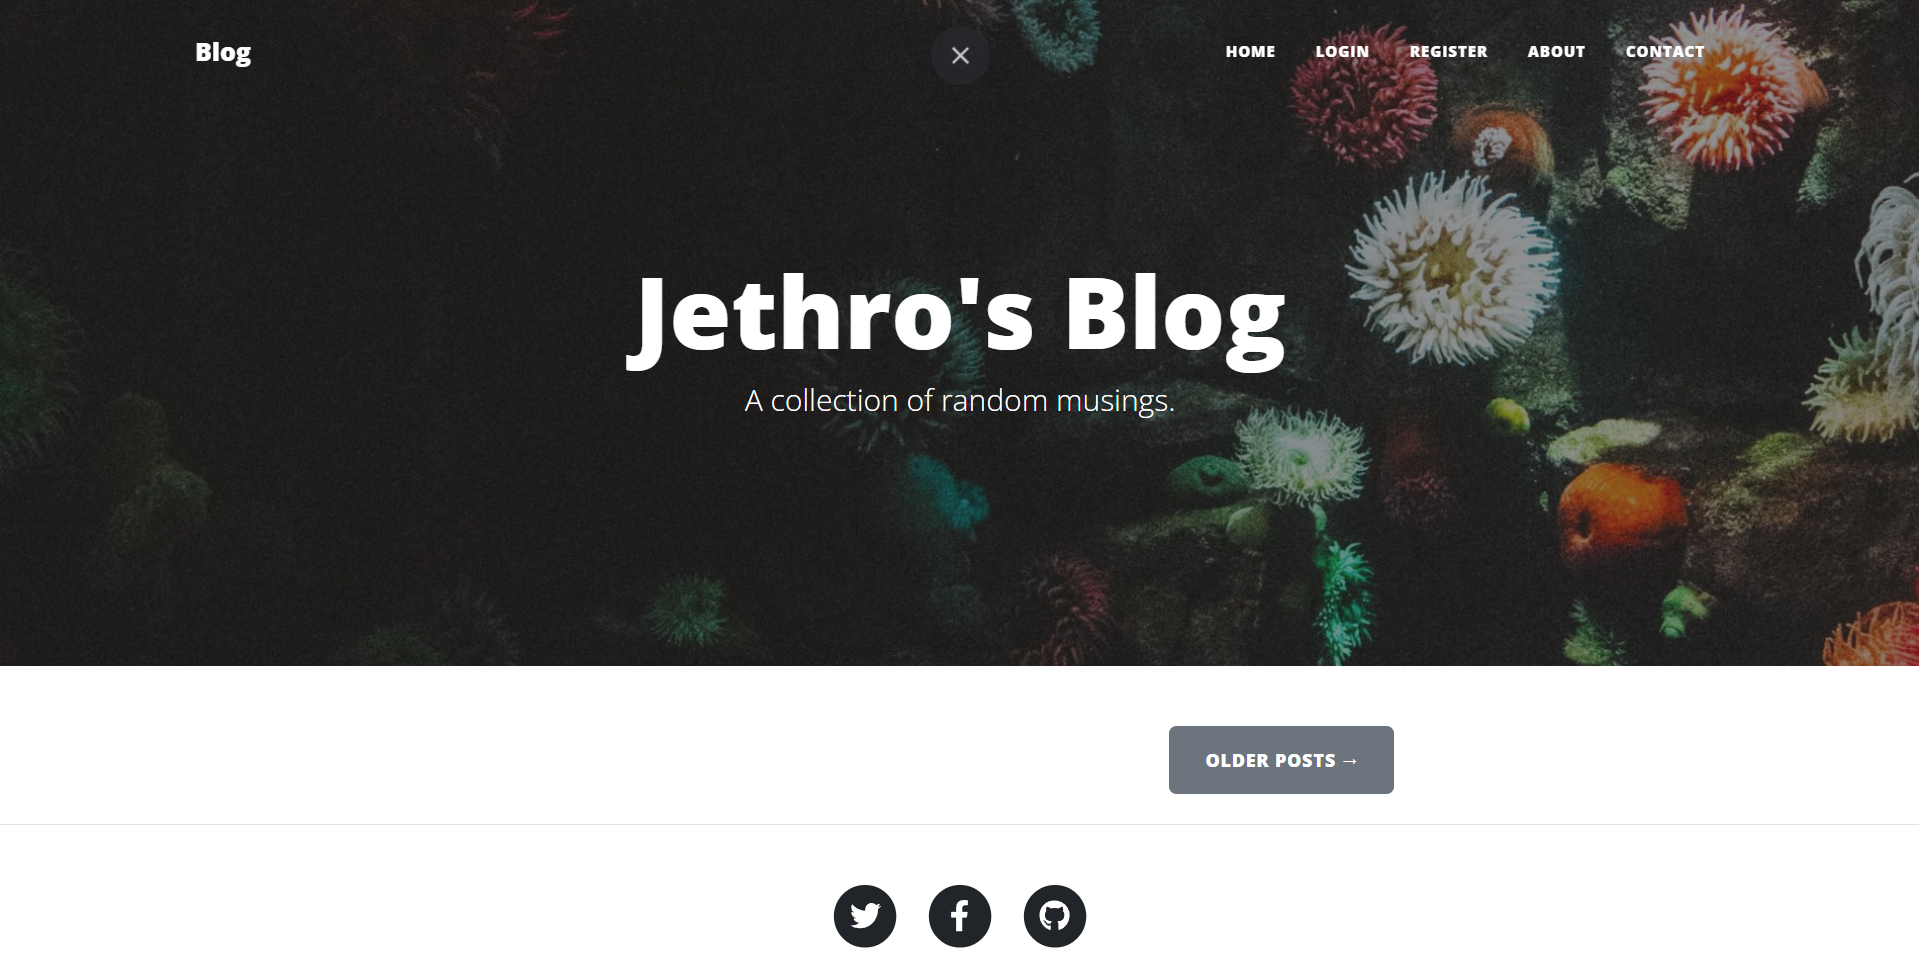 Blog
HOME LOGIN REGISTER ABOUT CONTACT
Jethro's Blog
A collection of random musings.
OLDER POSTS →